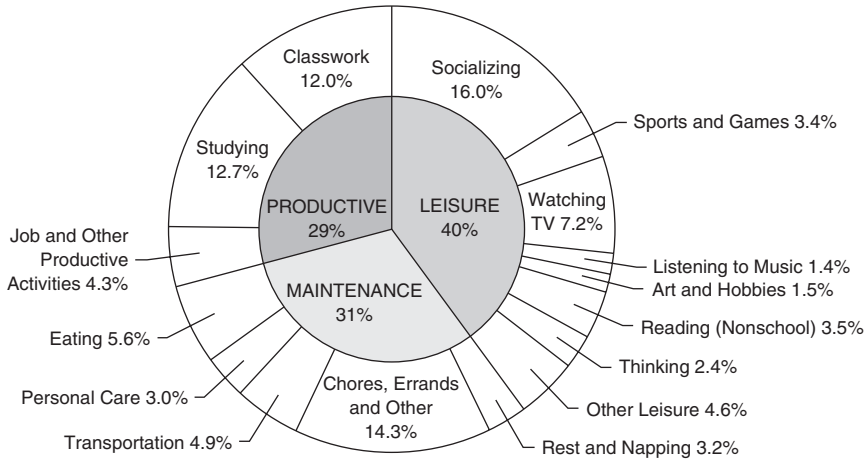 Classwork
12.0%
Socializing
16.0%
Sports and Games 3.4%
Studying
12.7%
Watching
TV 7.2%
PRODUCTIVE
29%
LEISURE
40%
Job and Other
Productive
Activities 4.3%
Listening to Music 1.4%
Art and Hobbies 1.5%
MAINTENANCE
31%
Reading (Nonschool) 3.5%
Eating 5.6%
Thinking 2.4%
Personal Care 3.0%
Chores, Errands
and Other
14.3%
Other Leisure 4.6%
Transportation 4.9%
Rest and Napping 3.2%